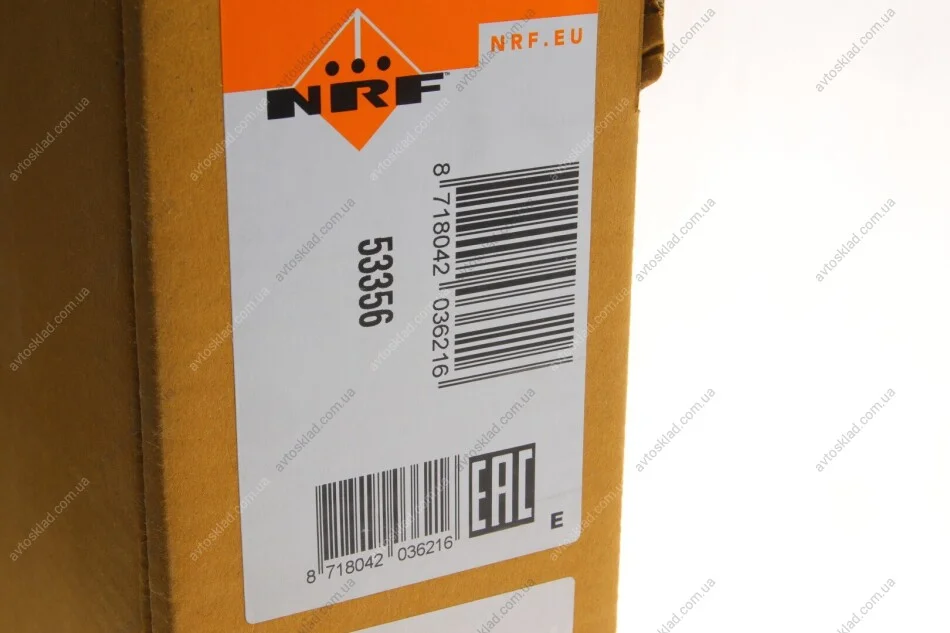 NRF.EU
NRF
8 718042 036216
53356
8 718042 036216
EAC
E
avtosklad.com.ua